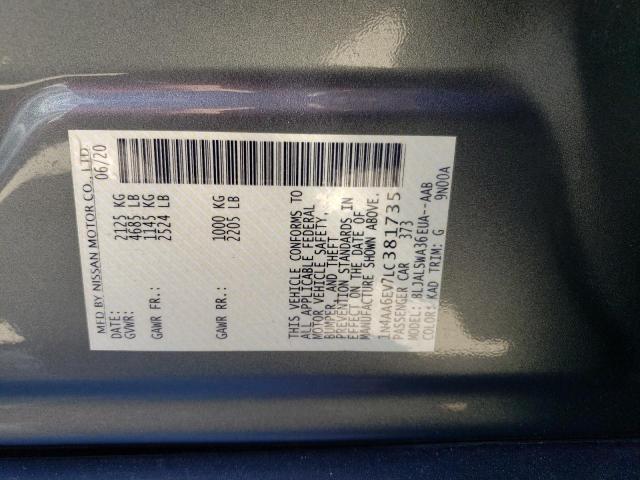 MFD BY NISSAN MOTOR CO., LTD.
DATE: 06/20
GVWR: 2125 KG
4685 LB
GAWR FR: 1145 KG
2524 LB
GAWR RR: 1000 KG
2205 LB
THIS VEHICLE CONFORMS TO
ALL APPLICABLE FEDERAL
MOTOR VEHICLE SAFETY,
BUMPER, AND THEFT
PREVENTION STANDARDS IN
EFFECT ON THE DATE OF
MANUFACTURE SHOWN ABOVE.
1N4AA6EV7LC381735
PASSENGER CAR 373
MODEL: BLJALSWA36EUA--AAB
COLOR: KAD TRIM: G 9N00A